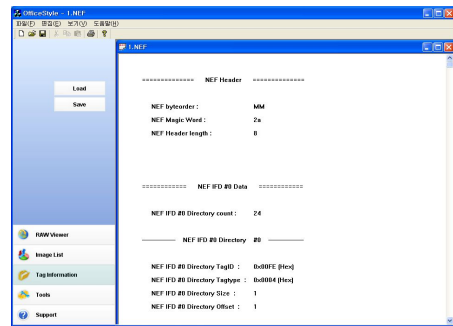 OfficeStyle - 1.NEF
파일(F) 편집(E) 보기(V) 도움말(H)
1.NEF
Load
Save
============== NEF Header ==============
NEF byteorder : MM
NEF Magic Word : 2a
NEF Header length : 8
============ NEF IFD #0 Data ============
NEF IFD #0 Directory count : 24
———— NEF IFD #0 Directory #0 ————
NEF IFD #0 Directory TagID : 0x00FE (Hex)
NEF IFD #0 Directory Tagtype : 0x0004 (Hex)
NEF IFD #0 Directory Size : 1
NEF IFD #0 Directory Offset : 1
RAW Viewer
Image List
Tag Information
Tools
Support